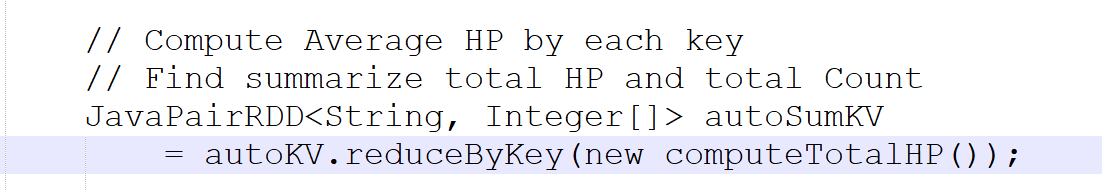 // Compute Average HP by each key
// Find summarize total HP and total Count
JavaPairRDD<String, Integer[]> autoSumKV
= autoKV.reduceByKey(new computeTotalHP());